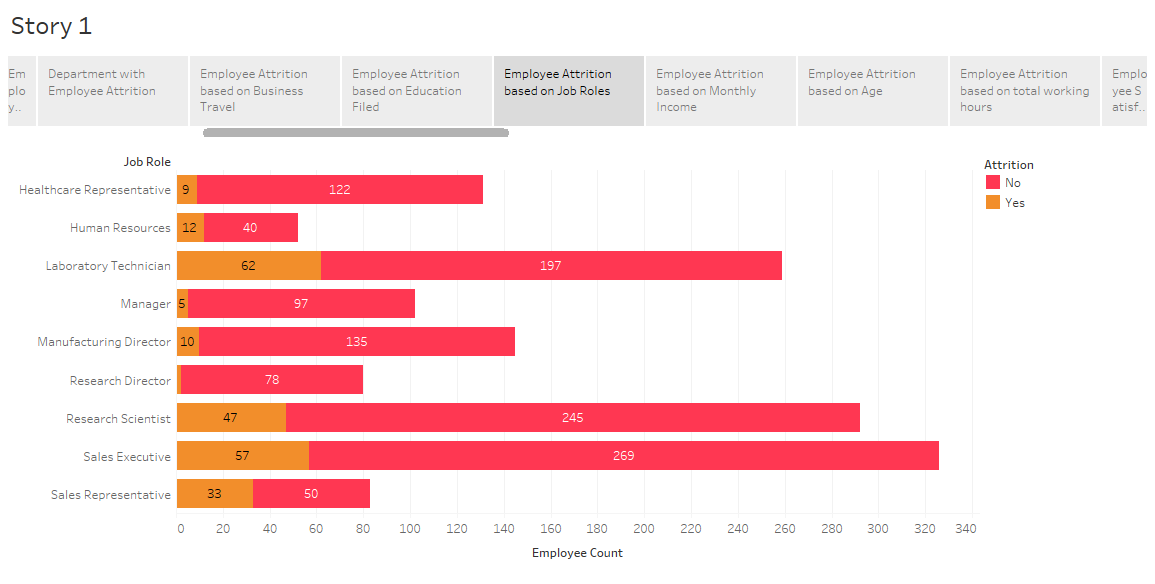 Story 1
Em
plo
y..
Department with
Employee Attrition
Employee Attrition
based on Business
Travel
Employee Attrition
based on Education
Filed
Employee Attrition
based on Job Roles
Employee Attrition
based on Monthly
Income
Employee Attrition
based on Age
Employee Attrition
based on total working
hours
Emplo
yee S
atisf..
Job Role
Healthcare Representative 9 122
Human Resources 12 40
Laboratory Technician 62 197
Manager 5 97
Manufacturing Director 10 135
Research Director 78
Research Scientist 47 245
Sales Executive 57 269
Sales Representative 33 50
0 20 40 60 80 100 120 140 160 180 200 220 240 260 280 300 320 340
Employee Count
Attrition
No
Yes